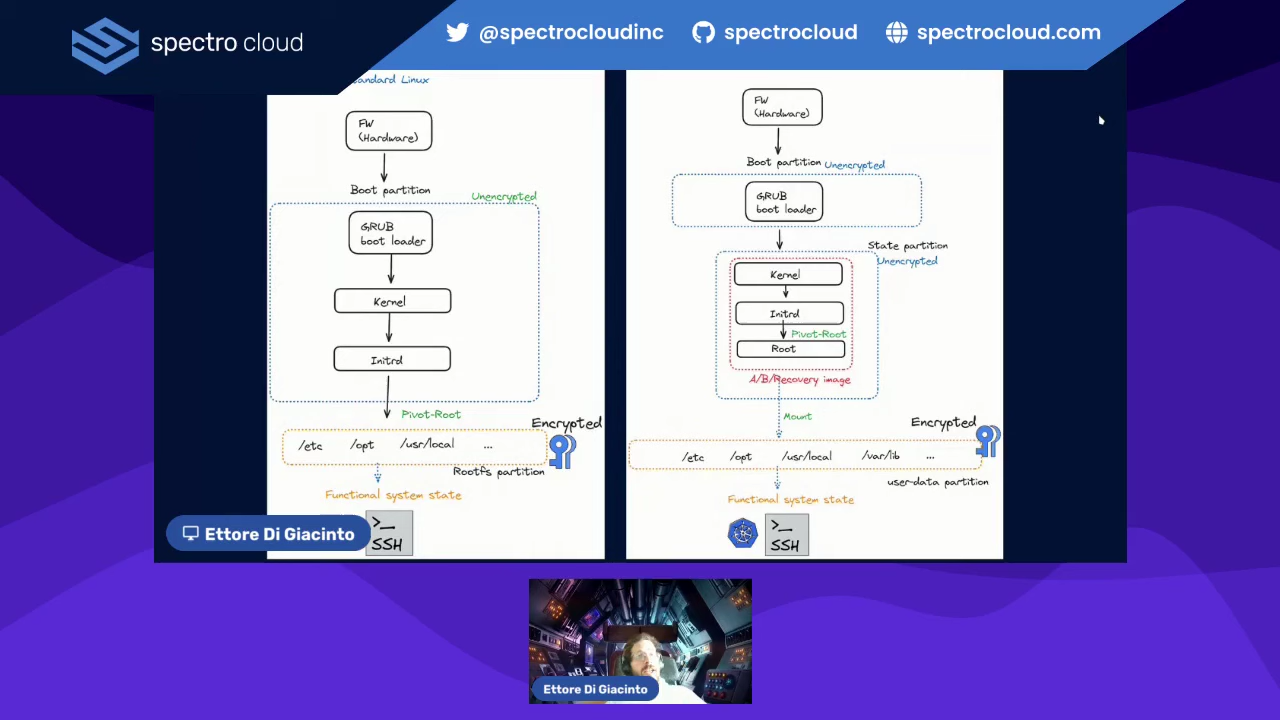 spectro cloud
@spectrocloudinc
spectrocloud
spectrocloud.com
Standard Linux
FW
(Hardware)
Boot partition
Unencrypted
GRUB
boot loader
Kernel
Initrd
Pivot-Root
Encrypted
/etc /opt /usr/local ...
Rootfs partition
Functional system state
>_
SSH
FW
(Hardware)
Boot partition Unencrypted
GRUB
boot loader
State partition
Unencrypted
Kernel
Initrd
Pivot-Root
Root
A/B/Recovery image
Mount
Encrypted
/etc /opt /usr/local /var/lib ...
user-data partition
Functional system state
>_
SSH
Ettore Di Giacinto
Ettore Di Giacinto